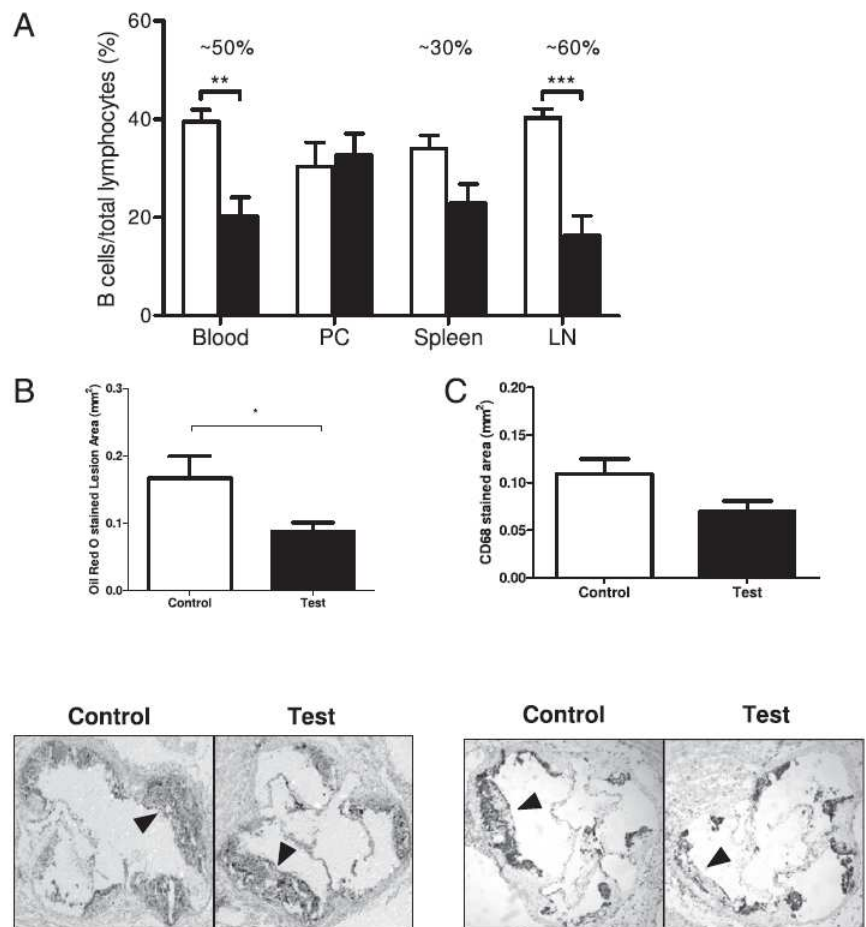 A
B cells/total lymphocytes (%)
60
40
20
0
~50%
~30%
~60%
**
***
Blood PC Spleen LN
B
Oil Red O stained Lesion Area (mm²)
0.3
0.2
0.1
0.0
*
Control Test
C
CD68 stained area (mm²)
0.20
0.15
0.10
0.05
0.00
Control Test
Control Test
Control Test